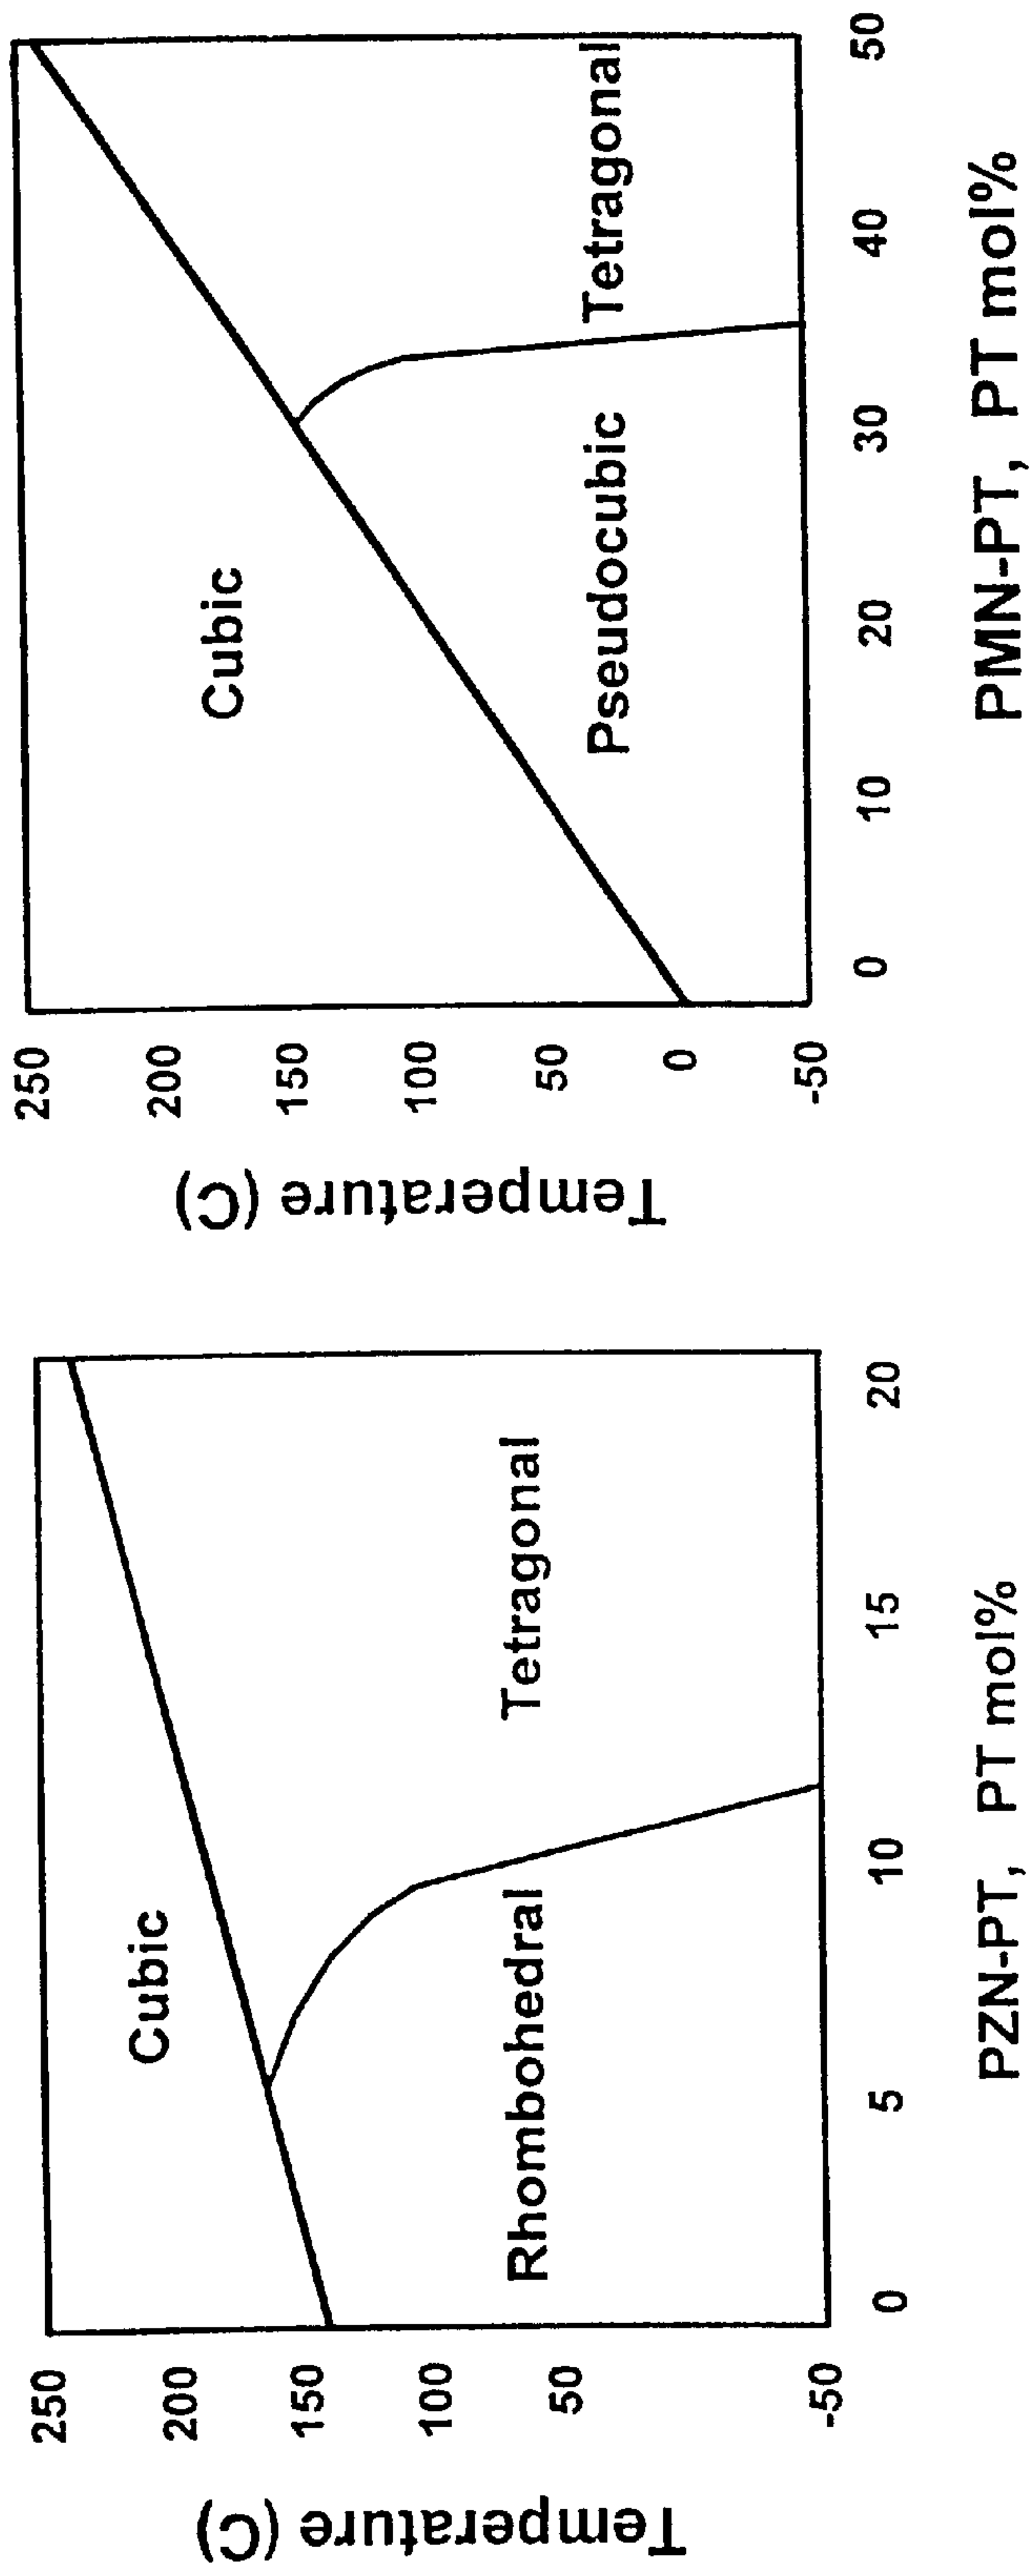 Temperature (C)
250
200
150
100
50
-50
Cubic
Rhombohedral
Tetragonal
0
5
10
15
20
PZN-PT, PT mol%
Temperature (C)
250
200
150
100
50
0
-50
Cubic
Pseudocubic
Tetragonal
0
10
20
30
40
50
PMN-PT, PT mol%